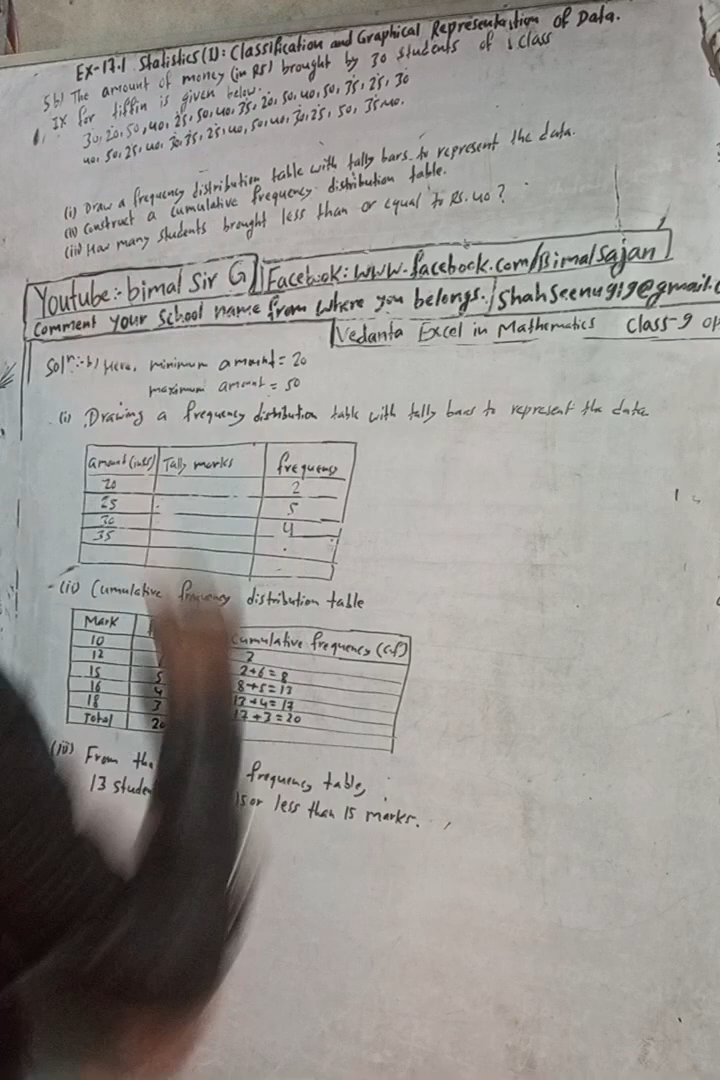 Ex-17.1 Statistics (I): Classification and Graphical Representation of Data.
5 b) The amount of money (in RS) brought by 30 students of class
IX for tiffin is given below.
30, 20, 50, 40, 25, 50, 40, 35, 20, 50, 40, 50, 35, 25, 30
40, 50, 25, 40, 30, 35, 25, 40, 50, 40, 30, 25, 50, 35, 40.
(i) Draw a frequency distribution table with tally bars to represent the data.
(ii) Construct a cumulative frequency distribution table.
(iii) How many students brought less than or equal to Rs. 40?
Youtube:- bimal Sir G
Facebook: www.facebook.com/Bimalsajan
Comment your School name from where you belongs. / Shahseenu919@gmail.
Vedanta Excel in Mathematics Class-9
Solⁿ:- b) Here, minimum amount = 20
maximum amount = 50
(i) Drawing a frequency distribution table with tally bars to represent the data
amount (in RS) Tally marks frequency
20 2
25 5
30 4
35
(ii) Cumulative frequency distribution table
Mark Cumulative frequency (c.f)
10 2
12 2+6=8
15 5 8+5=13
16 4 13+4=17
18 3 17+3=20
Total 20
(iii) From the frequency table,
13 15 or less than 15 marks.